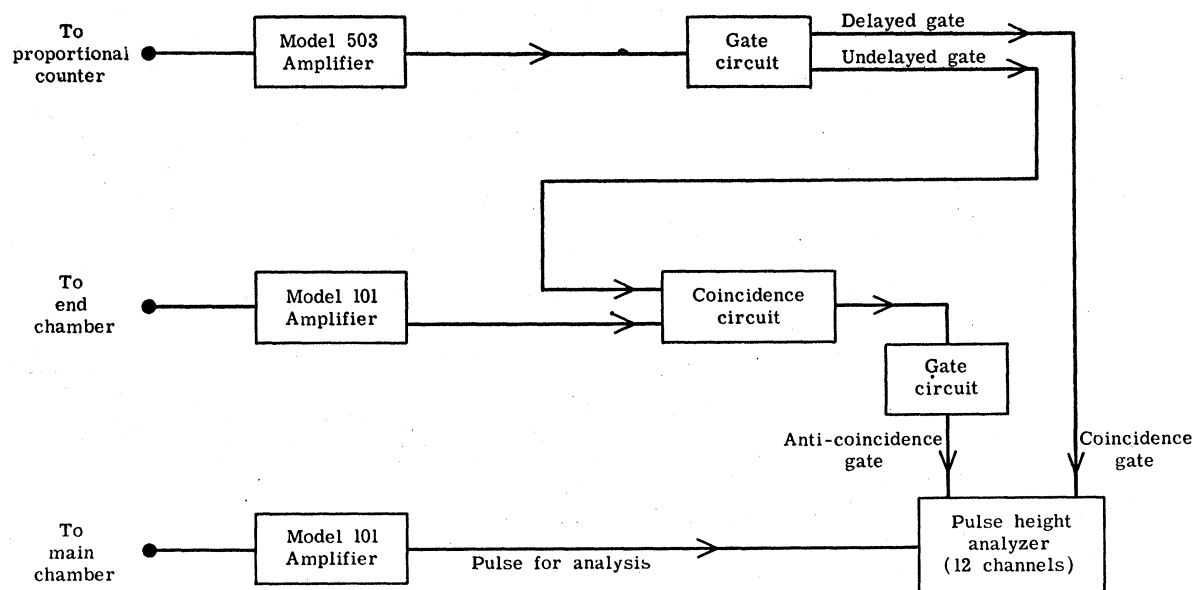 To
proportional
counter
Model 503
Amplifier
Gate
circuit
Delayed gate
Undelayed gate
To
end
chamber
Model 101
Amplifier
Coincidence
circuit
Gate
circuit
Anti-coincidence
gate
Coincidence
gate
To
main
chamber
Model 101
Amplifier
Pulse for analysis
Pulse height
analyzer
(12 channels)